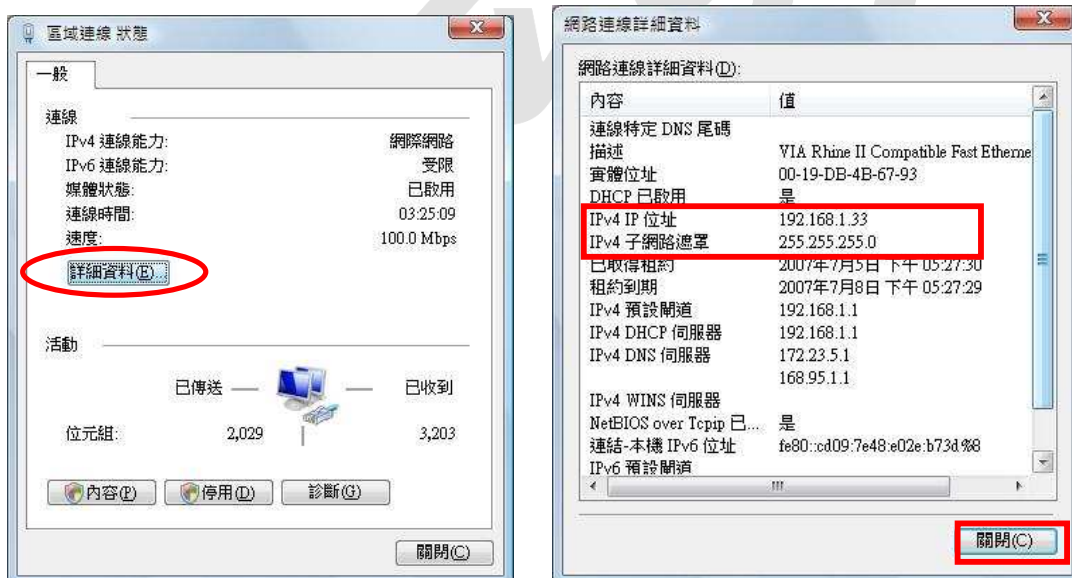 區域連線 狀態
一般
連線
IPv4 連線能力: 網際網路
IPv6 連線能力: 受限
媒體狀態: 已啟用
連線時間: 03:25:09
速度: 100.0 Mbps
詳細資料(E)...
活動
已傳送 已收到
位元組: 2,029 3,203
內容(P) 停用(D) 診斷(G)
關閉(C)
網路連線詳細資料
網路連線詳細資料(D):
內容 值
連線特定 DNS 尾碼
描述 VIA Rhine II Compatible Fast Etherne
實體位址 00-19-DB-4B-67-93
DHCP 已啟用 是
IPv4 IP 位址 192.168.1.33
IPv4 子網路遮罩 255.255.255.0
已取得租約 2007年7月5日 下午 05:27:30
租約到期 2007年7月8日 下午 05:27:29
IPv4 預設閘道 192.168.1.1
IPv4 DHCP 伺服器 192.168.1.1
IPv4 DNS 伺服器 172.23.5.1
168.95.1.1
IPv4 WINS 伺服器
NetBIOS over Tcpip 已... 是
連結-本機 IPv6 位址 fe80::cd09:7e48:e02e:b73d%8
IPv6 預設閘道
關閉(C)